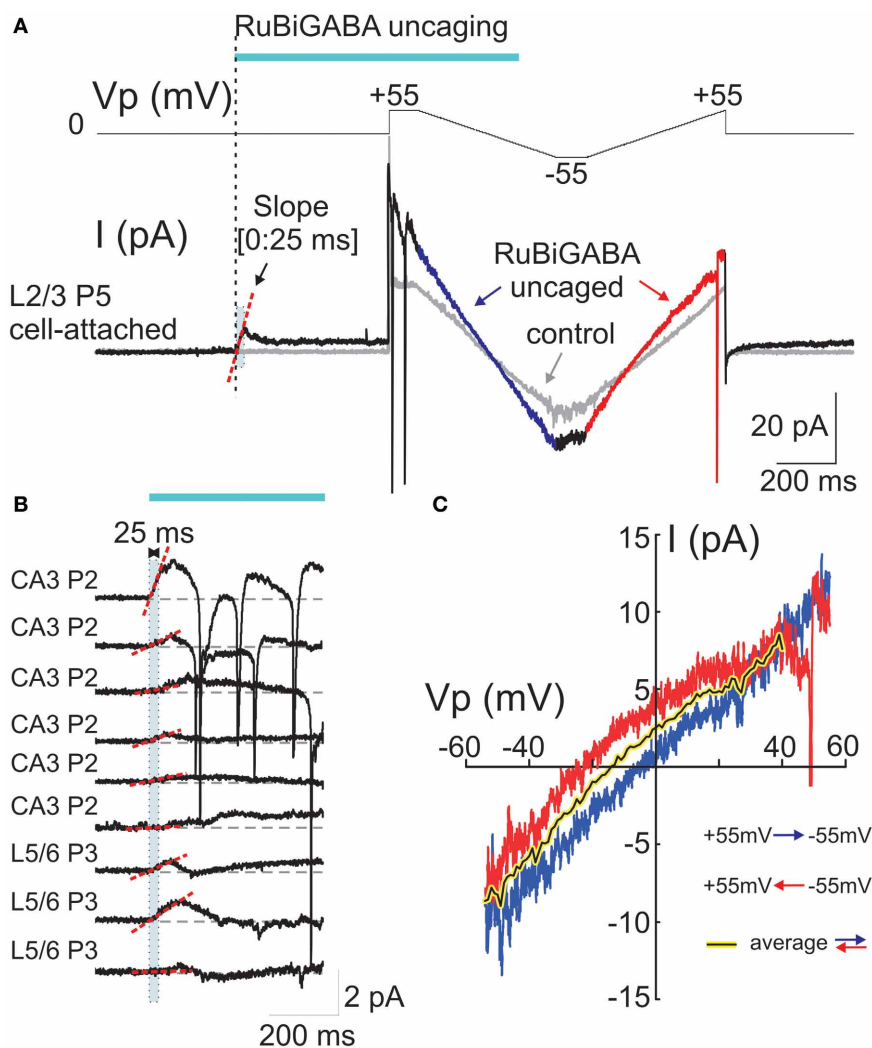 A
RuBiGABA uncaging
Vp (mV)
0
+55
-55
+55
I (pA)
Slope
[0:25 ms]
L2/3 P5
cell-attached
RuBiGABA
uncaged
control
20 pA
200 ms
B
25 ms
CA3 P2
CA3 P2
CA3 P2
CA3 P2
CA3 P2
CA3 P2
L5/6 P3
L5/6 P3
L5/6 P3
2 pA
200 ms
C
I (pA)
15
10
5
Vp (mV)
-60 -40 40 60
-5
-10
-15
+55mV -55mV
+55mV -55mV
average